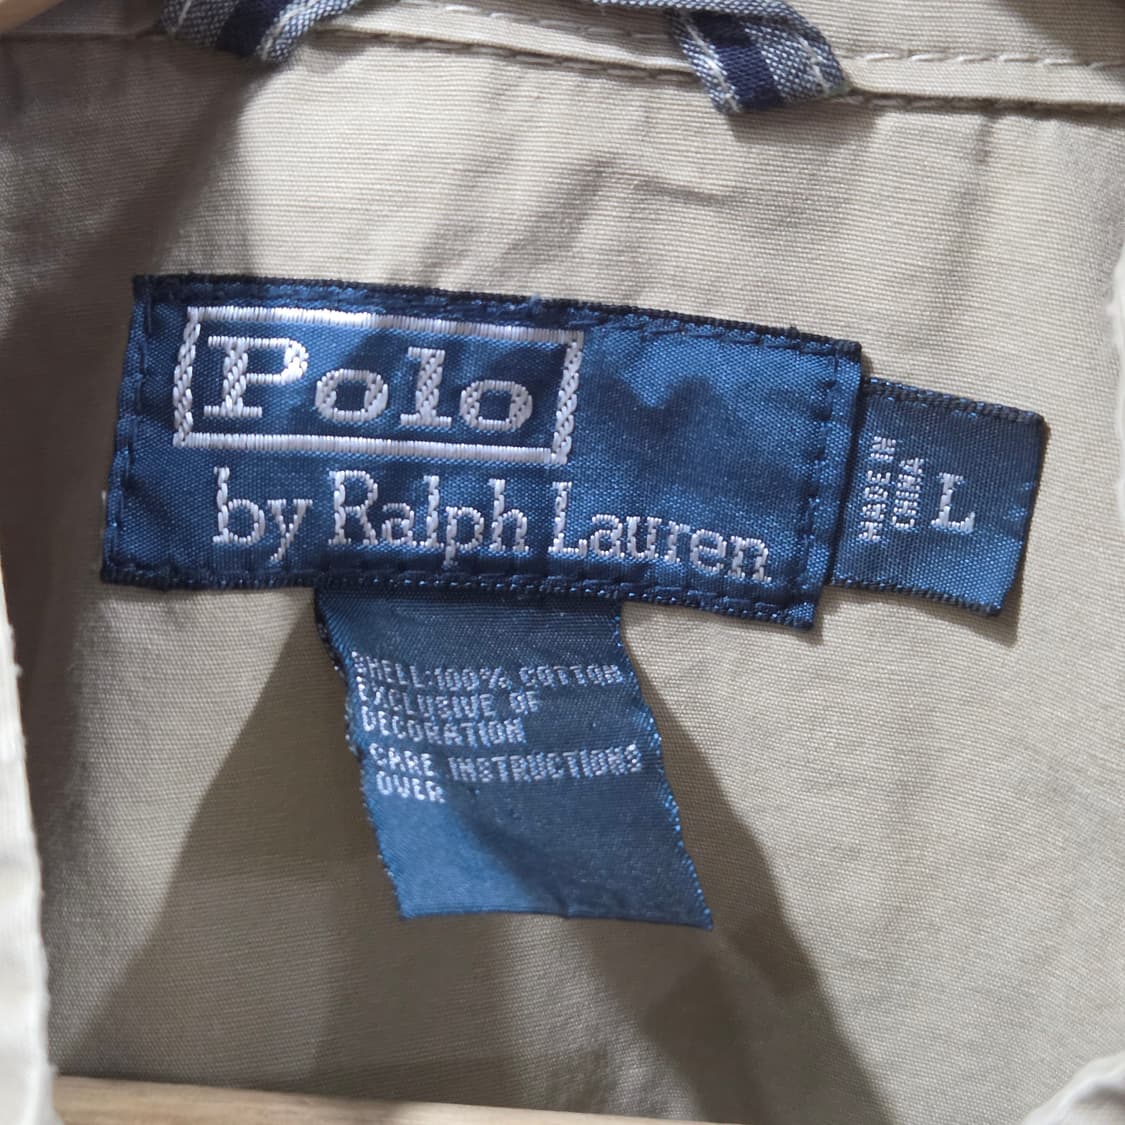 Polo
by Ralph Lauren
MADE IN
CHINA
L
SHELL:100% COTTON
EXCLUSIVE OF
DECORATION
CARE INSTRUCTIONS
OVER